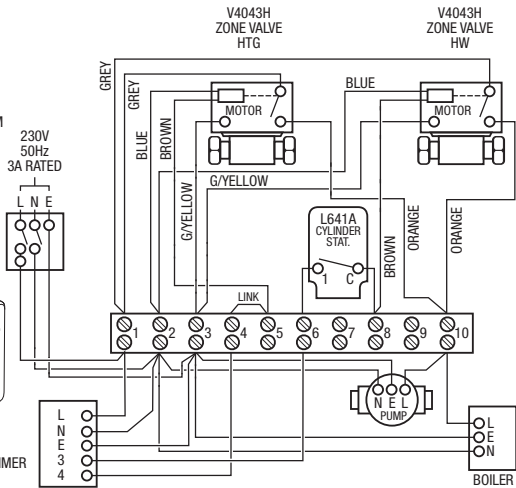 V4043H
ZONE VALVE
HTG
V4043H
ZONE VALVE
HW
GREY
GREY
BLUE
BROWN
MOTOR
BLUE
MOTOR
230V
50Hz
3A RATED
L N E
G/YELLOW
G/YELLOW
L641A
CYLINDER
STAT.
1 C
BROWN
ORANGE
ORANGE
LINK
1 2 3 4 5 6 7 8 9 10
N E L
PUMP
L
N
E
3
4
L
E
N
BOILER